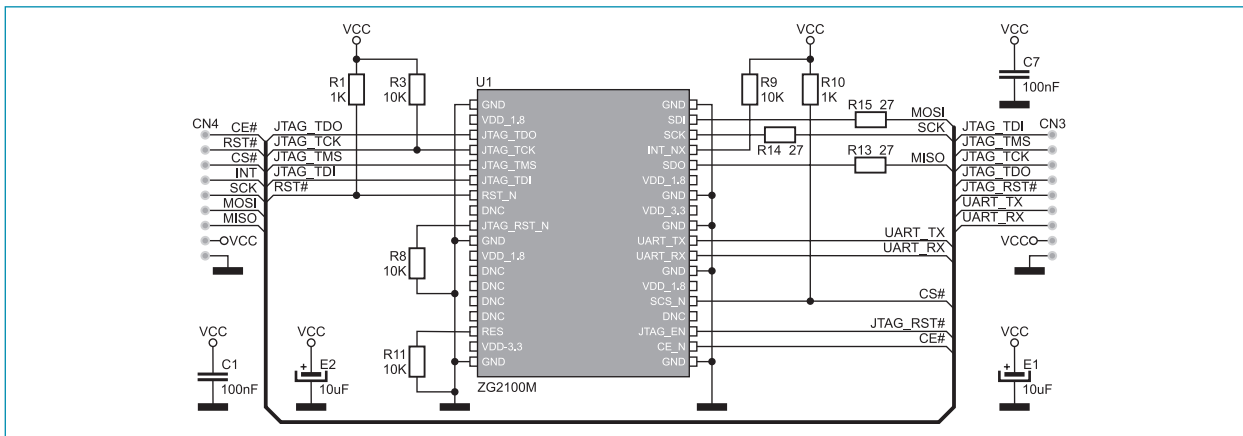 VCC
VCC
VCC
R1
1K
R3
10K
U1
R9
10K
R10
1K
C7
100nF
CN4
CE#
RST#
CS#
INT
SCK
MOSI
MISO
VCC
JTAG_TDO
JTAG_TCK
JTAG_TMS
JTAG_TDI
RST#
R8
10K
R11
10K
GND
VDD_1.8
JTAG_TDO
JTAG_TCK
JTAG_TMS
JTAG_TDI
RST_N
DNC
JTAG_RST_N
GND
VDD_1.8
DNC
DNC
DNC
DNC
RES
VDD-3.3
GND
GND
SDI
SCK
INT_NX
SDO
VDD_1.8
GND
VDD_3.3
GND
UART_TX
UART_RX
GND
VDD_1.8
SCS_N
DNC
JTAG_EN
CE_N
GND
ZG2100M
R15 27
R14 27
R13 27
MOSI
SCK
MISO
UART_TX
UART_RX
CS#
JTAG_RST#
CE#
CN3
JTAG_TDI
JTAG_TMS
JTAG_TCK
JTAG_TDO
JTAG_RST#
UART_TX
UART_RX
VCC
VCC
C1
100nF
VCC
+
E2
10uF
VCC
+
E1
10uF